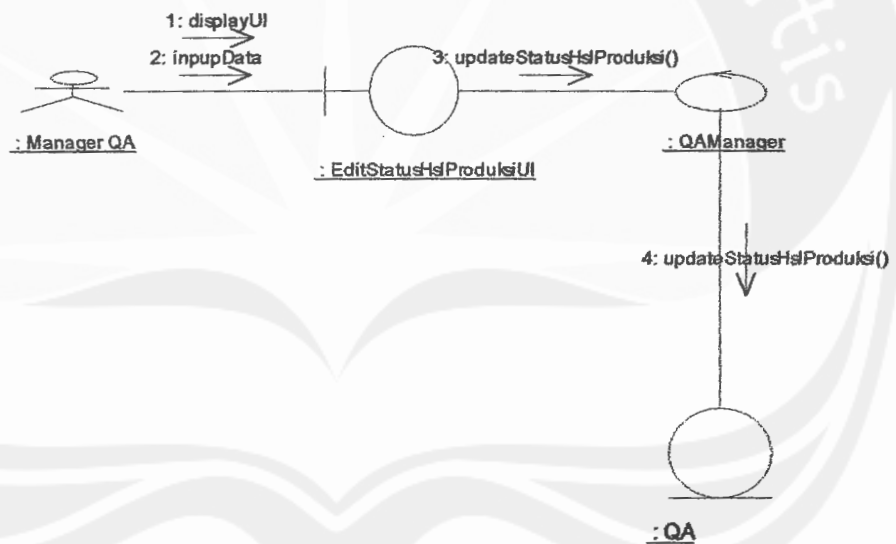 1: displayUI
2: inpupData
3: updateStatusHslProduksi()
: Manager QA
: EditStatusHslProduksiUI
: QAManager
4: updateStatusHslProduksi()
: QA